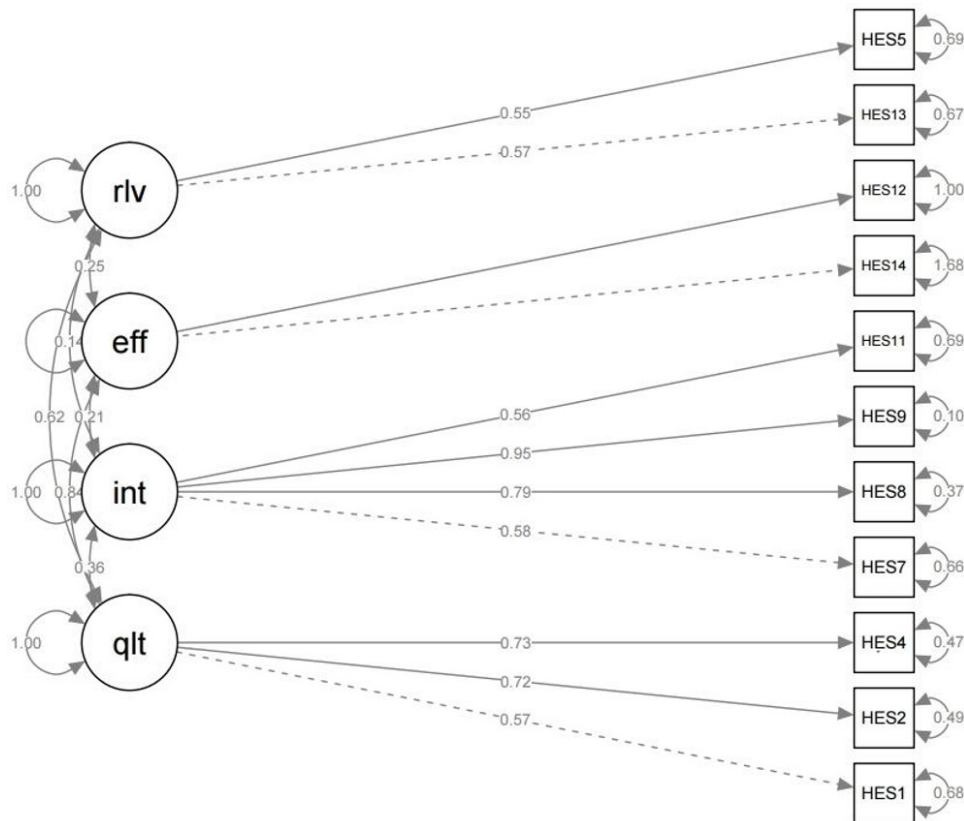 HES5
0.69
0.55
HES13
0.67
0.57
rlv
1.00
HES12
1.00
0.25
HES14
1.68
eff
0.14
HES11
0.69
0.62
0.21
0.56
HES9
0.10
0.95
int
1.00
0.84
0.79
HES8
0.37
0.58
HES7
0.66
0.36
qlt
1.00
0.73
HES4
0.47
0.72
HES2
0.49
0.57
HES1
0.68